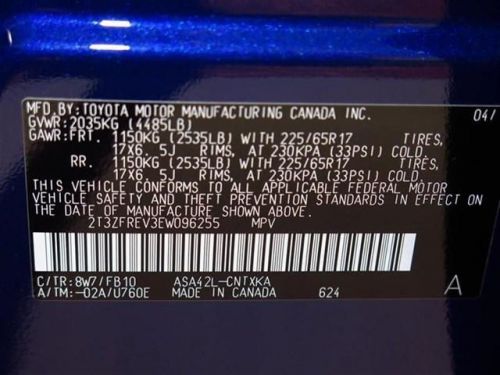 MFD.BY:TOYOTA MOTOR MANUFACTURING CANADA INC. 04/
GVWR:2035KG (4485LB)
GAWR:FRT. 1150KG (2535LB) WITH 225/65R17 TIRES,
17X6.5J RIMS, AT 230KPA (33PSI) COLD
RR. 1150KG (2535LB) WITH 225/65R17 TIRES,
17X6.5J RIMS, AT 230KPA (33PSI) COLD.
THIS VEHICLE CONFORMS TO ALL APPLICABLE FEDERAL MOTOR
VEHICLE SAFETY AND THEFT PREVENTION STANDARDS IN EFFECT ON
THE DATE OF MANUFACTURE SHOWN ABOVE.
2T3ZFREV3EW096255 MPV
C/TR:8W7/FB10 ASA42L-CNTXKA A
A/TM:-02A/U760E MADE IN CANADA 624